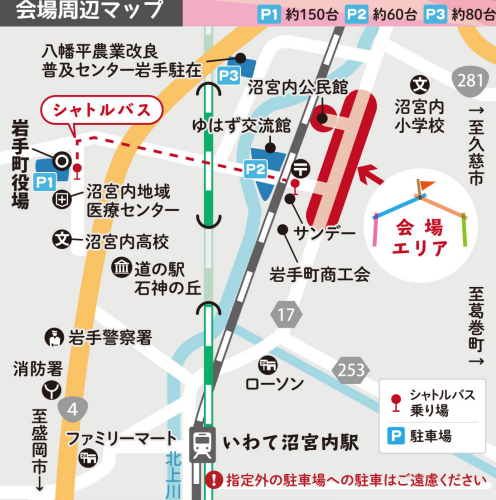 会場周辺マップ
P1 約150台 P2 約60台 P3 約80台
八幡平農業改良
普及センター岩手駐在
P3
沼宮内公民館
沼宮内
小学校
281
→至久慈市
シャトルバス
ゆはず交流館
岩手町役場
P1
P2
沼宮内地域
医療センター
サンデー
会場
エリア
沼宮内高校
岩手町商工会
道の駅
石神の丘
至葛巻町→
17
岩手警察署
253
ローソン
消防署
4
シャトルバス
乗り場
P 駐車場
至盛岡市→
ファミリーマート
北上川
いわて沼宮内駅
指定外の駐車場への駐車はご遠慮ください